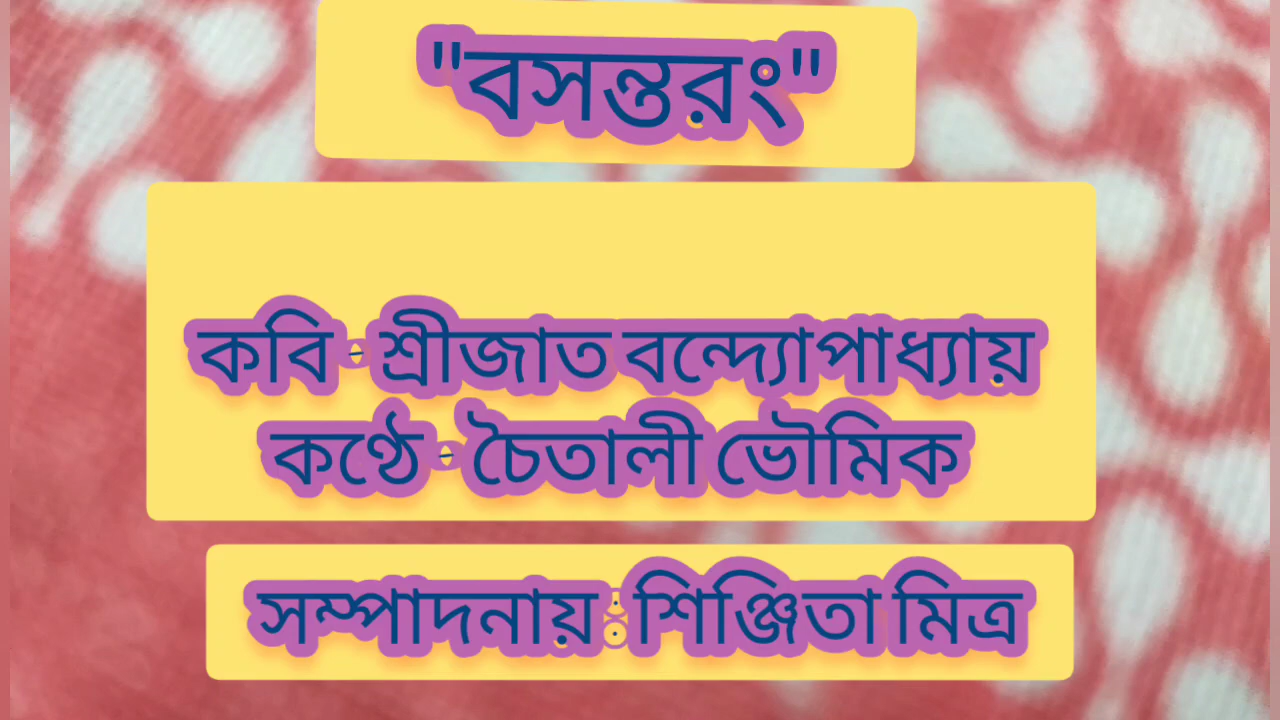 "বসন্তরং"
কবি - শ্রীজাত বন্দ্যোপাধ্যায়
কণ্ঠে - চৈতালী ভৌমিক
সম্পাদনায় : শিঞ্জিতা মিত্র